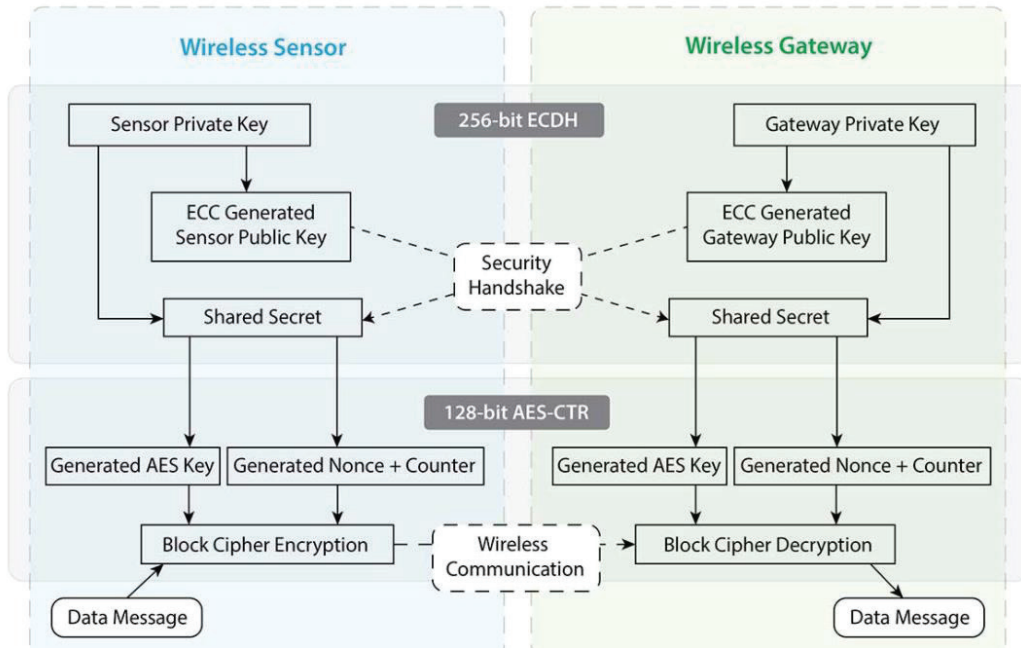 Wireless Sensor
Wireless Gateway
256-bit ECDH
Sensor Private Key
Gateway Private Key
ECC Generated
Sensor Public Key
ECC Generated
Gateway Public Key
Security
Handshake
Shared Secret
Shared Secret
128-bit AES-CTR
Generated AES Key
Generated Nonce + Counter
Generated AES Key
Generated Nonce + Counter
Block Cipher Encryption
Wireless
Communication
Block Cipher Decryption
Data Message
Data Message